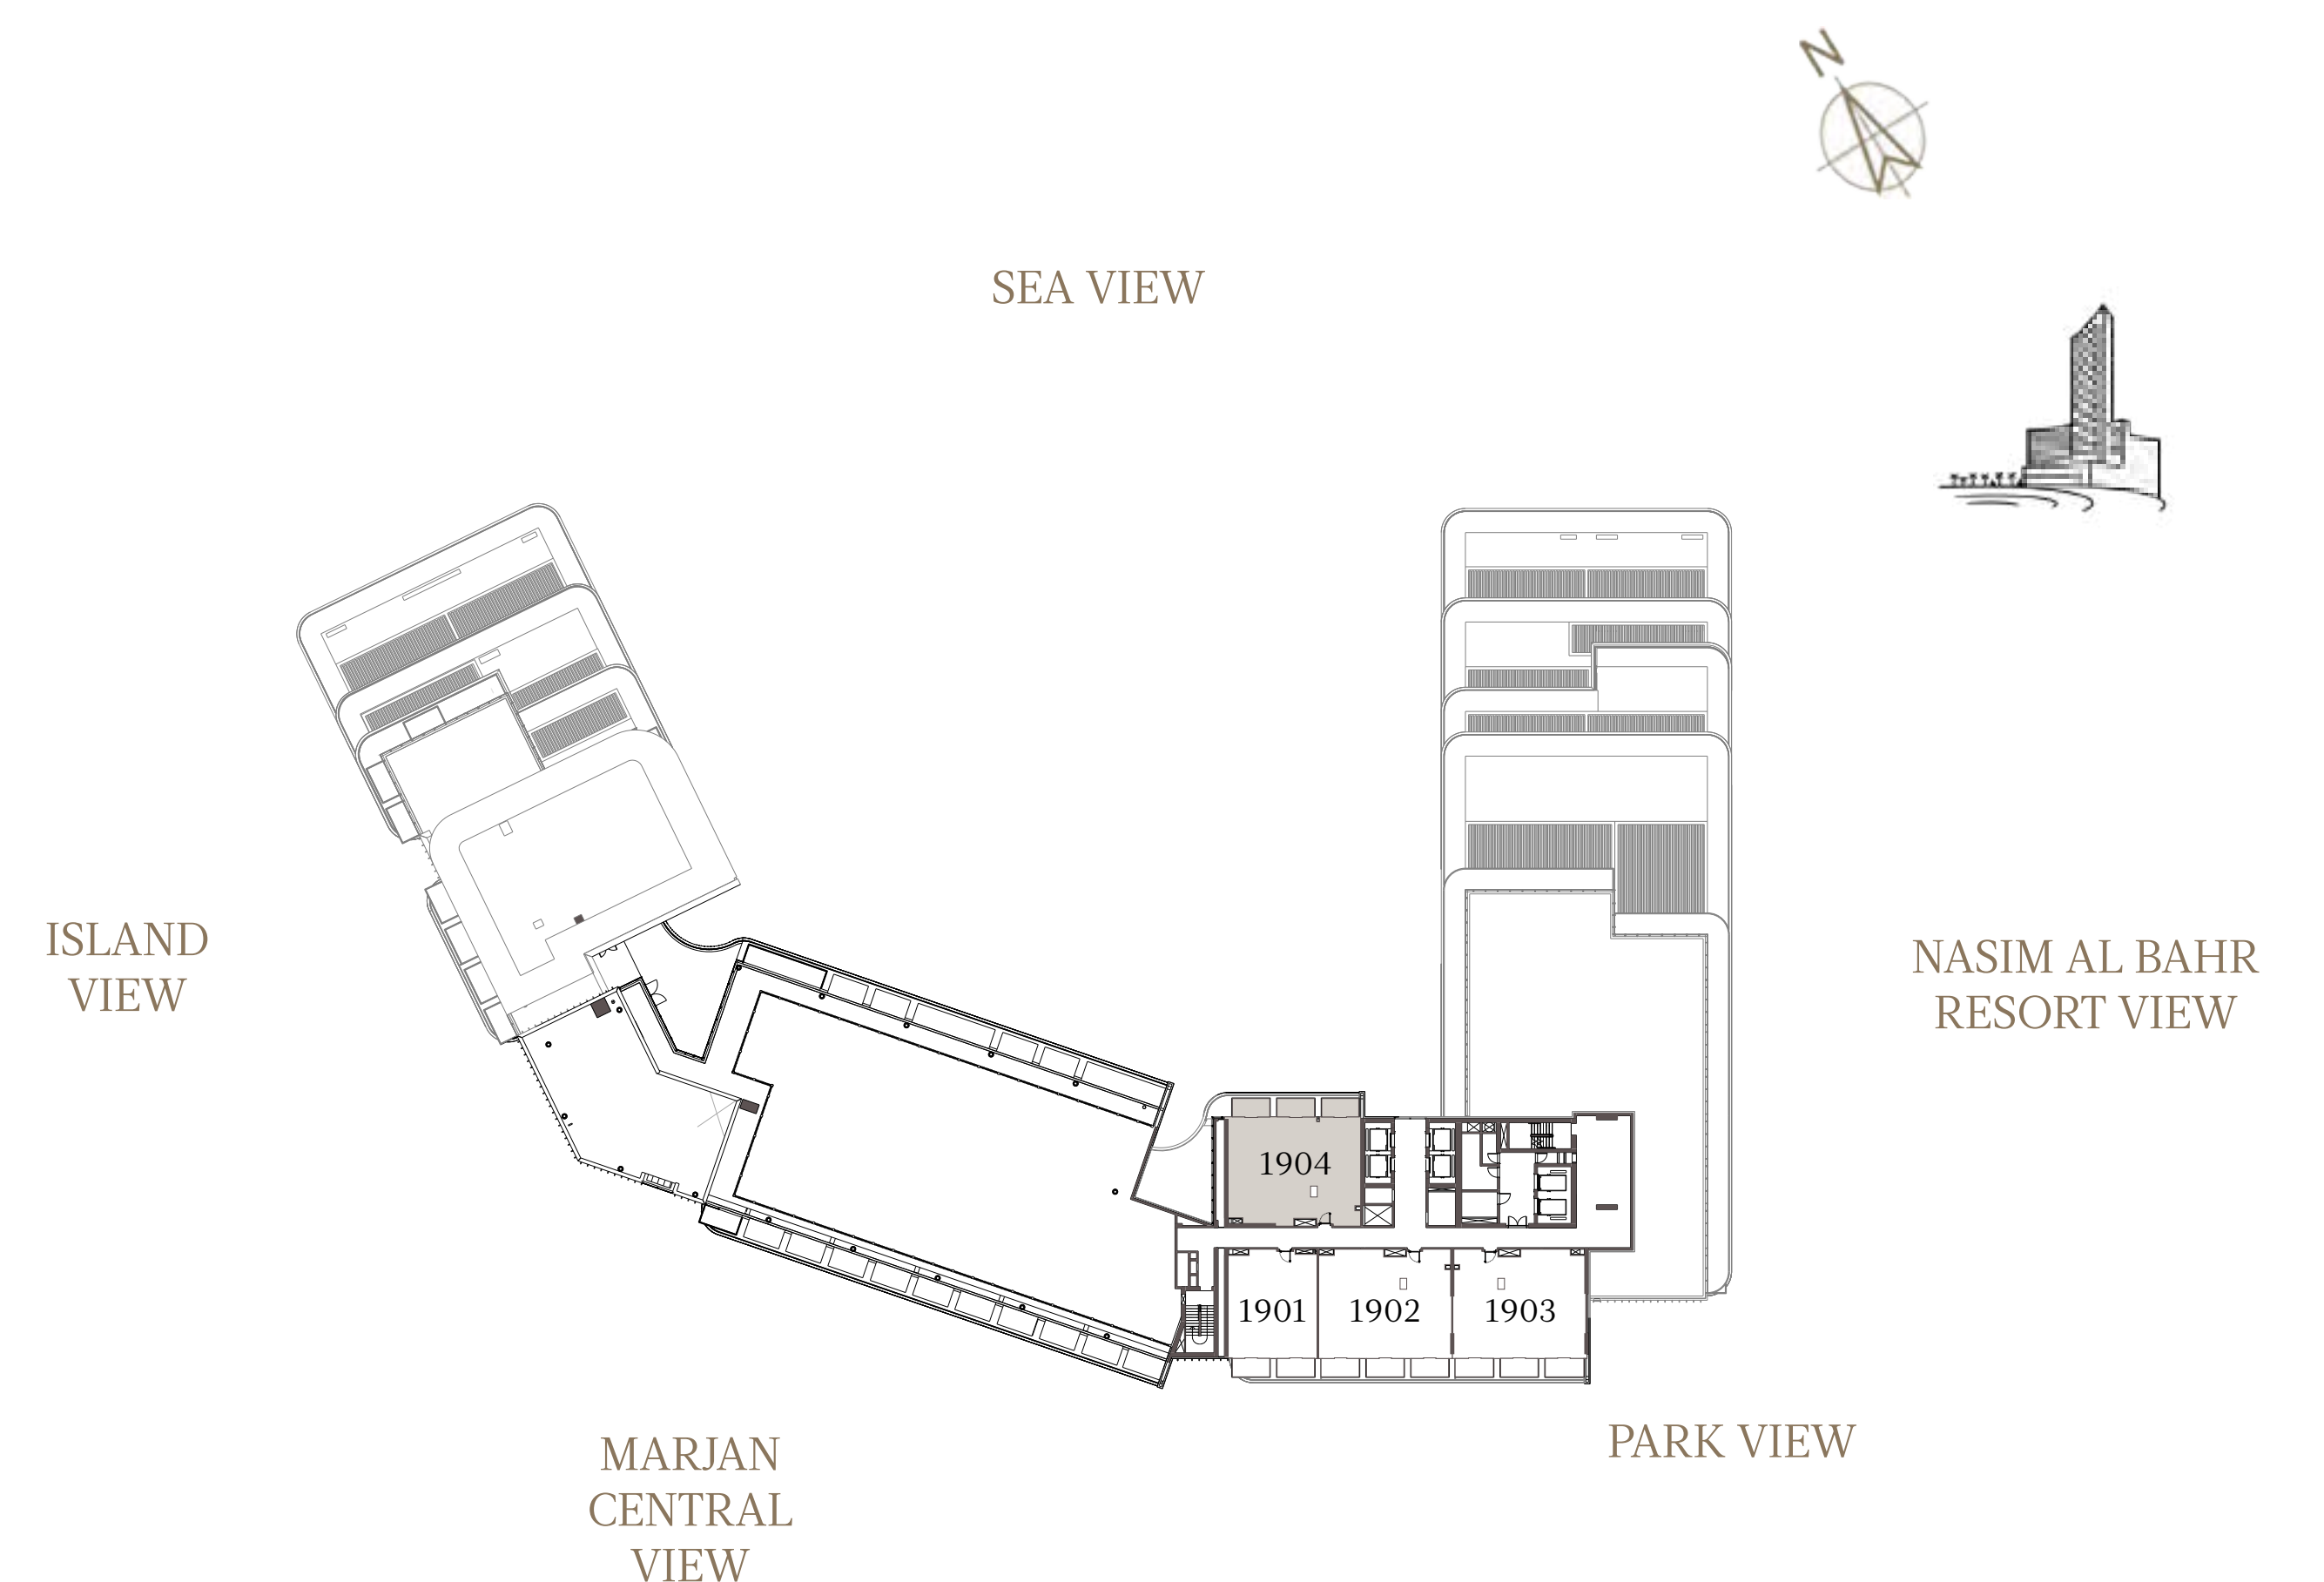 N
SEA VIEW
ISLAND
VIEW
NASIM AL BAHR
RESORT VIEW
1904
1901
1902
1903
PARK VIEW
MARJAN
CENTRAL
VIEW